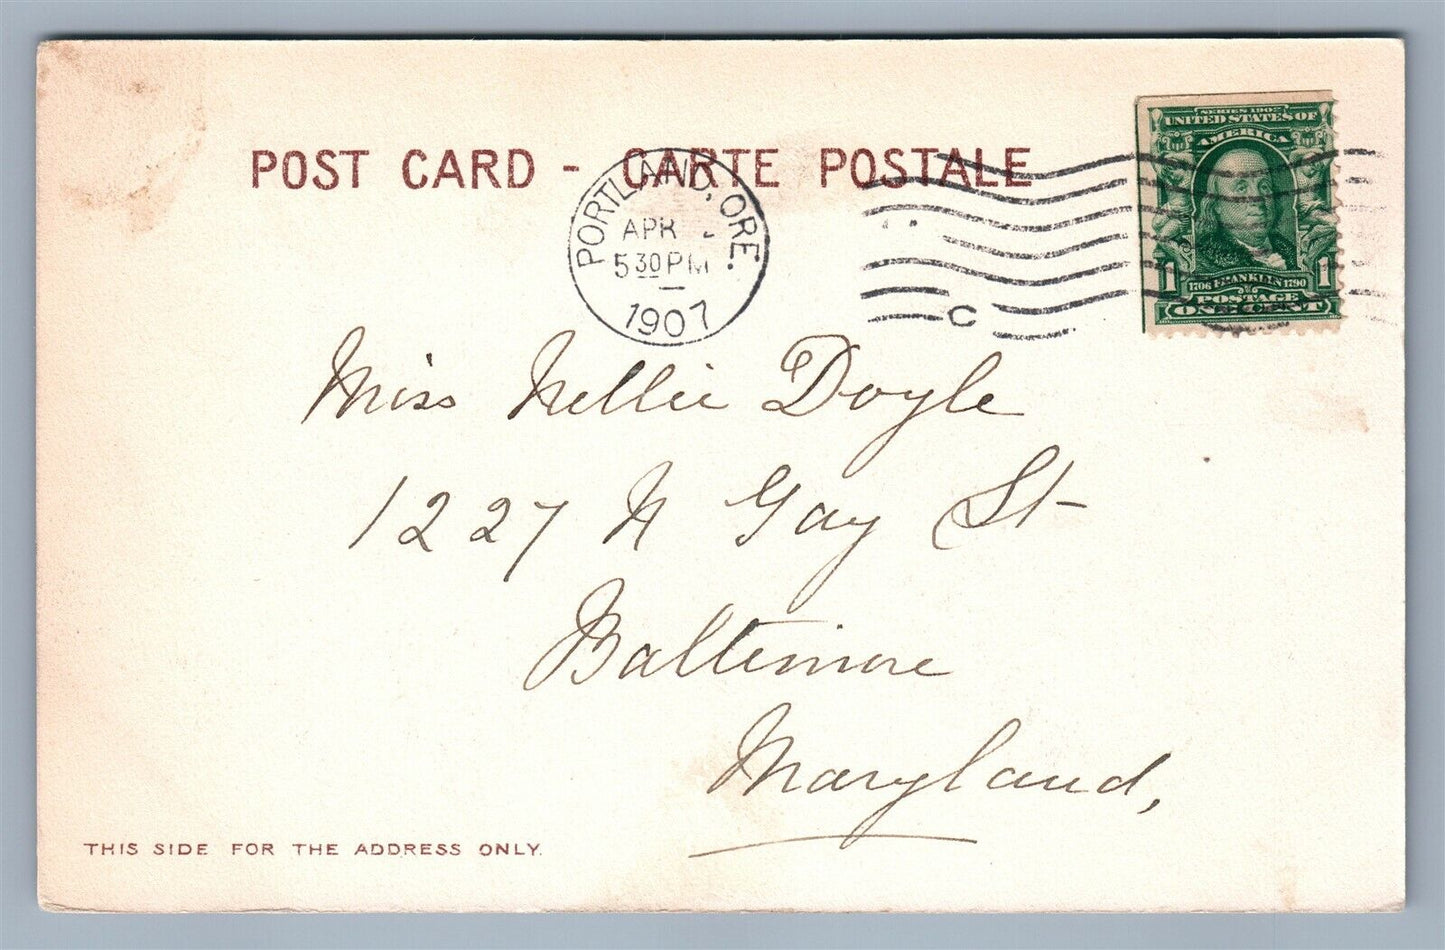 POST CARD - CARTE POSTALE
SERIES 1902
UNITED STATES OF
AMERICA
1706 FRANKLIN 1790
1 1
POSTAGE
ONE CENT
PORTLAND, ORE.
APR
5 30 PM
1907
C
Miss Nellie Doyle
1227 N Gay St
Baltimore
Maryland,
THIS SIDE FOR THE ADDRESS ONLY.